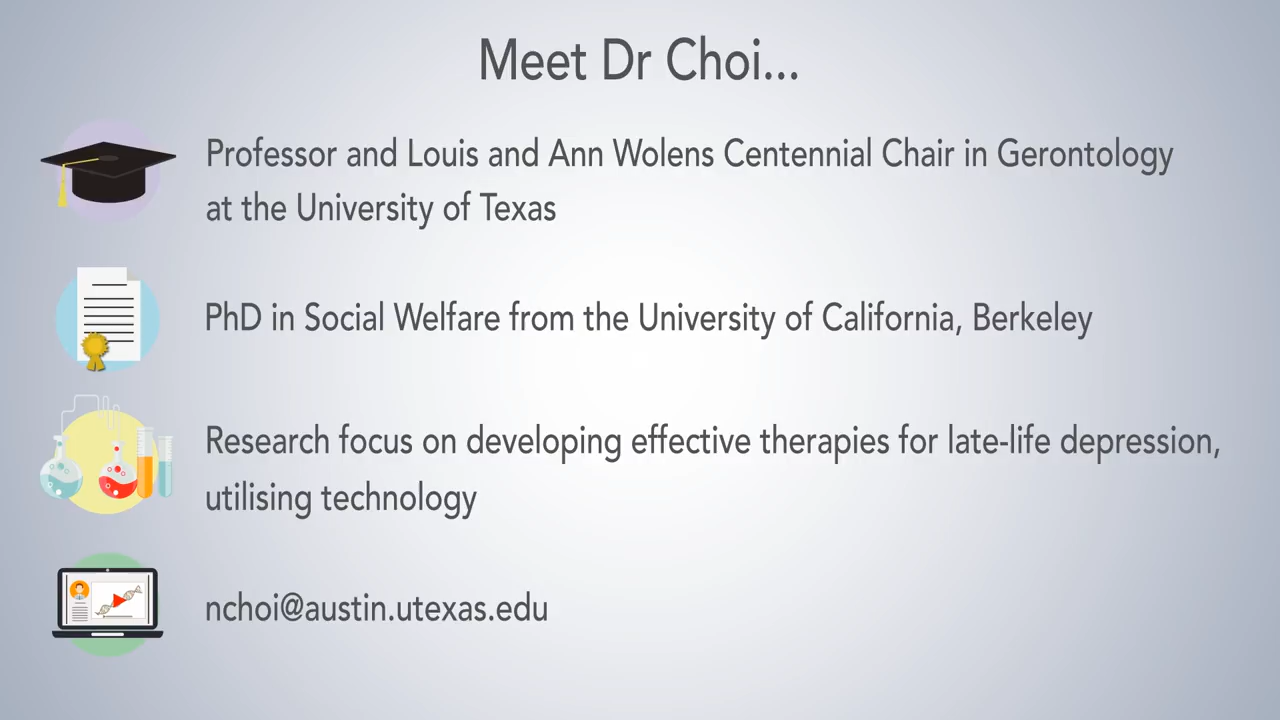 Meet Dr Choi...
Professor and Louis and Ann Wolens Centennial Chair in Gerontology
at the University of Texas
PhD in Social Welfare from the University of California, Berkeley
Research focus on developing effective therapies for late-life depression,
utilising technology
nchoi@austin.utexas.edu